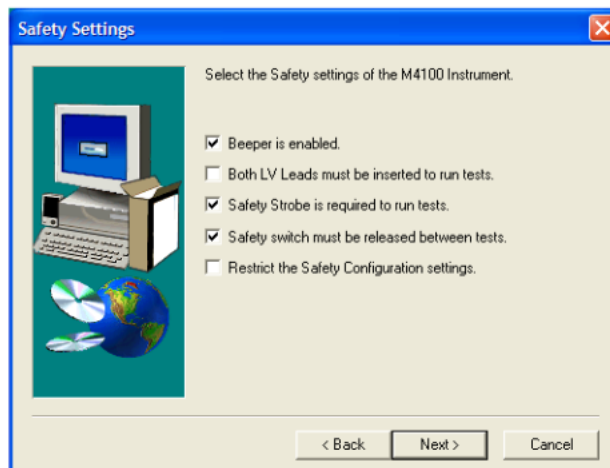 Safety Settings
Select the Safety settings of the M4100 Instrument.
Beeper is enabled.
Both LV Leads must be inserted to run tests.
Safety Strobe is required to run tests.
Safety switch must be released between tests.
Restrict the Safety Configuration settings.
< Back
Next >
Cancel